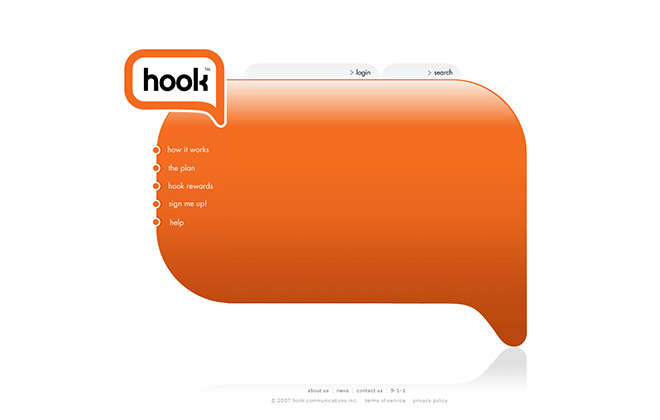 hook™
> login
> search
how it works
the plan
hook rewards
sign me up!
help
about us | news | contact us | 9-1-1
© 2007 hook communications inc. terms of service privacy policy